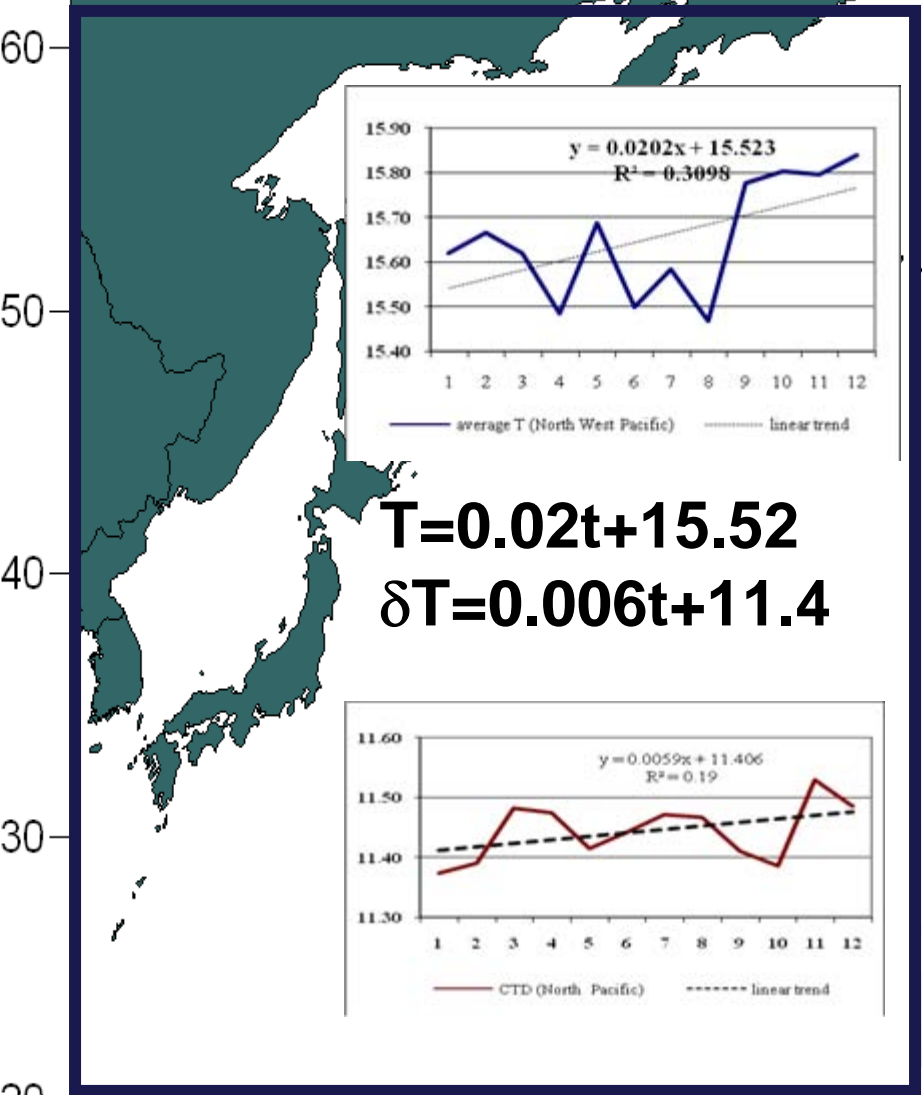 60
50
40
30
15.90
15.80
15.70
15.60
15.50
15.40
y = 0.0202x + 15.523
R² = 0.3098
1 2 3 4 5 6 7 8 9 10 11 12
average T (North West Pacific) linear trend
T=0.02t+15.52
δT=0.006t+11.4
11.60
11.50
11.40
11.30
y = 0.0059x + 11.406
R² = 0.19
1 2 3 4 5 6 7 8 9 10 11 12
CTD (North Pacific) linear trend